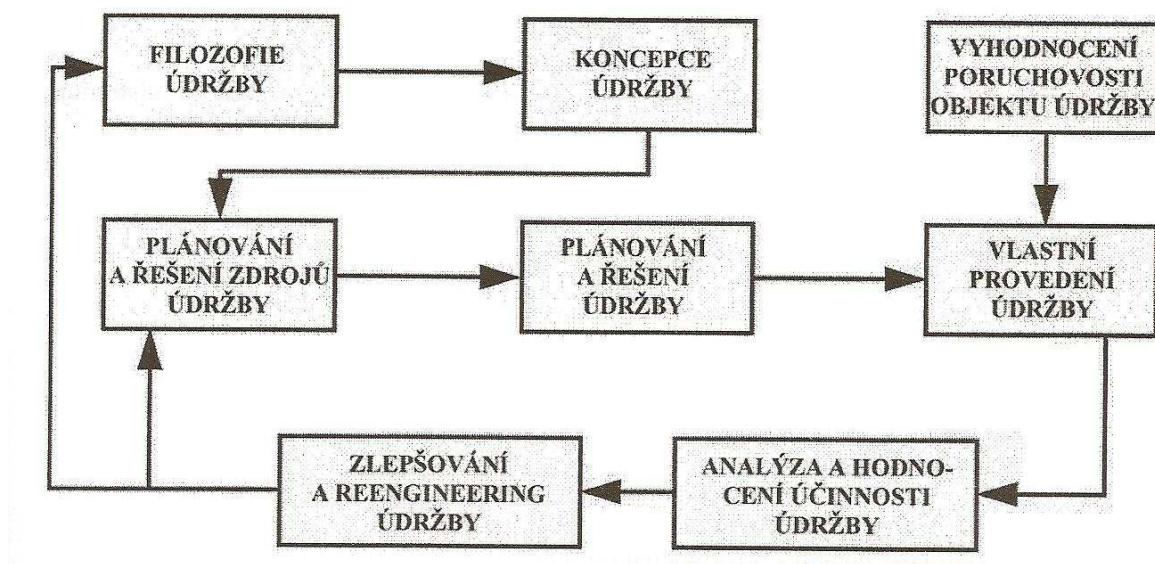 FILOZOFIE
ÚDRŽBY
KONCEPCE
ÚDRŽBY
VYHODNOCENÍ
PORUCHOVOSTI
OBJEKTU ÚDRŽBY
PLÁNOVÁNÍ
A ŘEŠENÍ ZDROJŮ
ÚDRŽBY
PLÁNOVÁNÍ
A ŘEŠENÍ
ÚDRŽBY
VLASTNÍ
PROVEDENÍ
ÚDRŽBY
ZLEPŠOVÁNÍ
A REENGINEERING
ÚDRŽBY
ANALÝZA A HODNO-
CENÍ ÚČINNOSTI
ÚDRŽBY